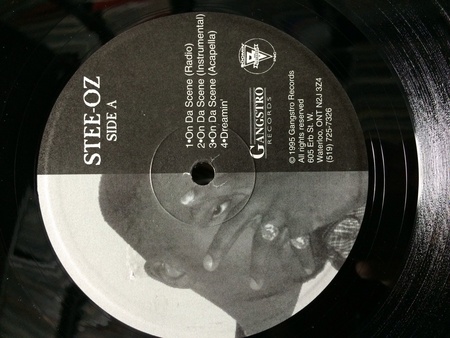 STEE-OZ
SIDE A
1•On Da Scene (Radio)
2•On Da Scene (Instrumental)
3•On Da Scene (Acapella)
4•Dreamin'
GANGSTRO
RECORDS
© 1995 Gangstro Records
All rights reserved
605 Erb St. W.
Waterloo, ONT N2J 3Z4
(519) 725-7326